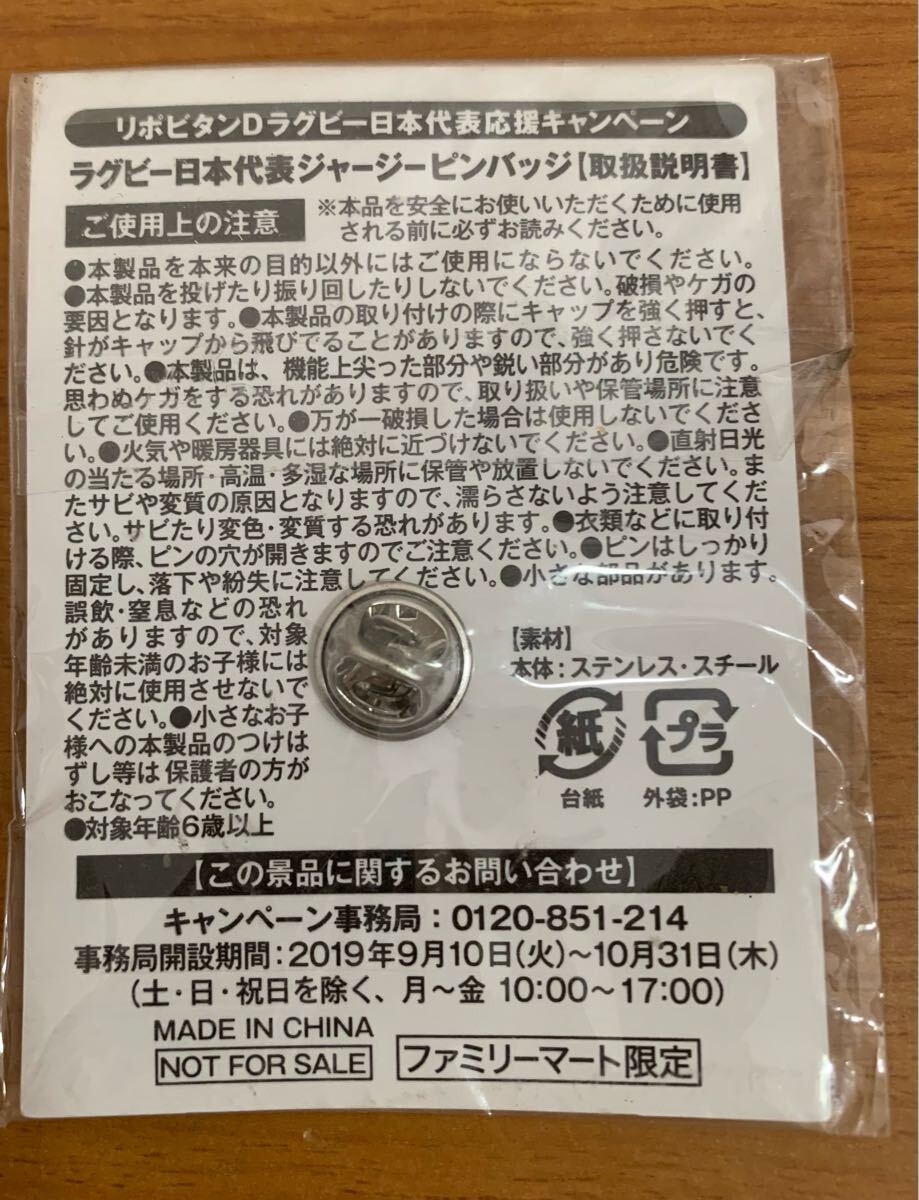 リポビタンDラグビー日本代表応援キャンペーン
ラグビー日本代表ジャージーピンバッジ【取扱説明書】
ご使用上の注意
※本品を安全にお使いいただくために使用
される前に必ずお読みください。
●本製品を本来の目的以外にはご使用にならないでください。
●本製品を投げたり振り回したりしないでください。破損やケガの
要因となります。●本製品の取り付けの際にキャップを強く押すと、
針がキャップから飛びでることがありますので、強く押さないでく
ださい。●本製品は、機能上尖った部分や鋭い部分があり危険です。
思わぬケガをする恐れがありますので、取り扱いや保管場所に注意
してご使用ください。●万が一破損した場合は使用しないでくださ
い。●火気や暖房器具には絶対に近づけないでください。●直射日光
の当たる場所・高温・多湿な場所に保管や放置しないでください。ま
たサビや変質の原因となりますので、濡らさないよう注意してくだ
さい。サビたり変色・変質する恐れがあります。●衣類などに取り付
ける際、ピンの穴が開きますのでご注意ください。●ピンはしっかり
固定し、落下や紛失に注意してください。●小さな部品があります。
誤飲・窒息などの恐れ
がありますので、対象
年齢未満のお子様には
絶対に使用させないで
ください。●小さなお子
様への本製品のつけは
ずし等は保護者の方が
おこなってください。
●対象年齢6歳以上
【素材】
本体:ステンレス・スチール
紙
プラ
台紙
外袋:PP
【この景品に関するお問い合わせ】
キャンペーン事務局:0120-851-214
事務局開設期間:2019年9月10日(火)〜10月31日(木)
(土・日・祝日を除く、月〜金 10:00〜17:00)
MADE IN CHINA
NOT FOR SALE
ファミリーマート限定